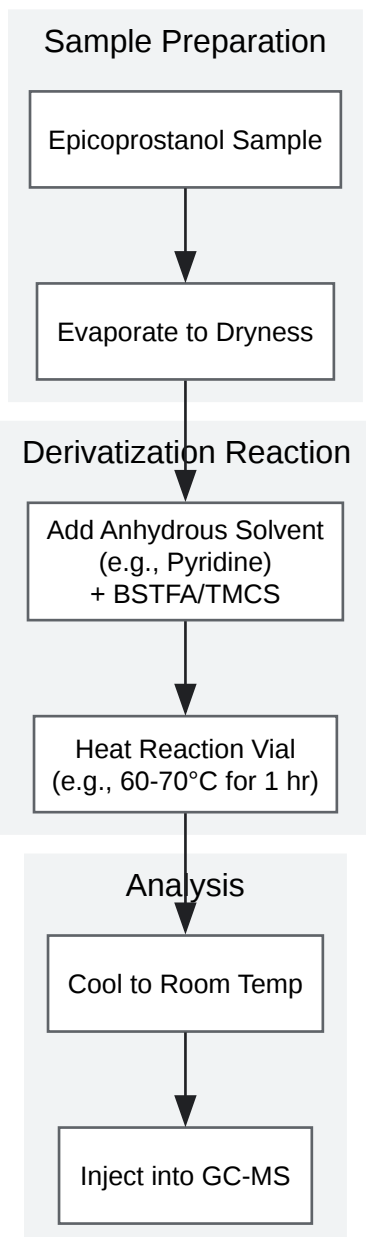 Sample Preparation
Epicoprostanol Sample
Evaporate to Dryness
Derivatization Reaction
Add Anhydrous Solvent
(e.g., Pyridine)
+ BSTFA/TMCS
Heat Reaction Vial
(e.g., 60-70°C for 1 hr)
Analysis
Cool to Room Temp
Inject into GC-MS